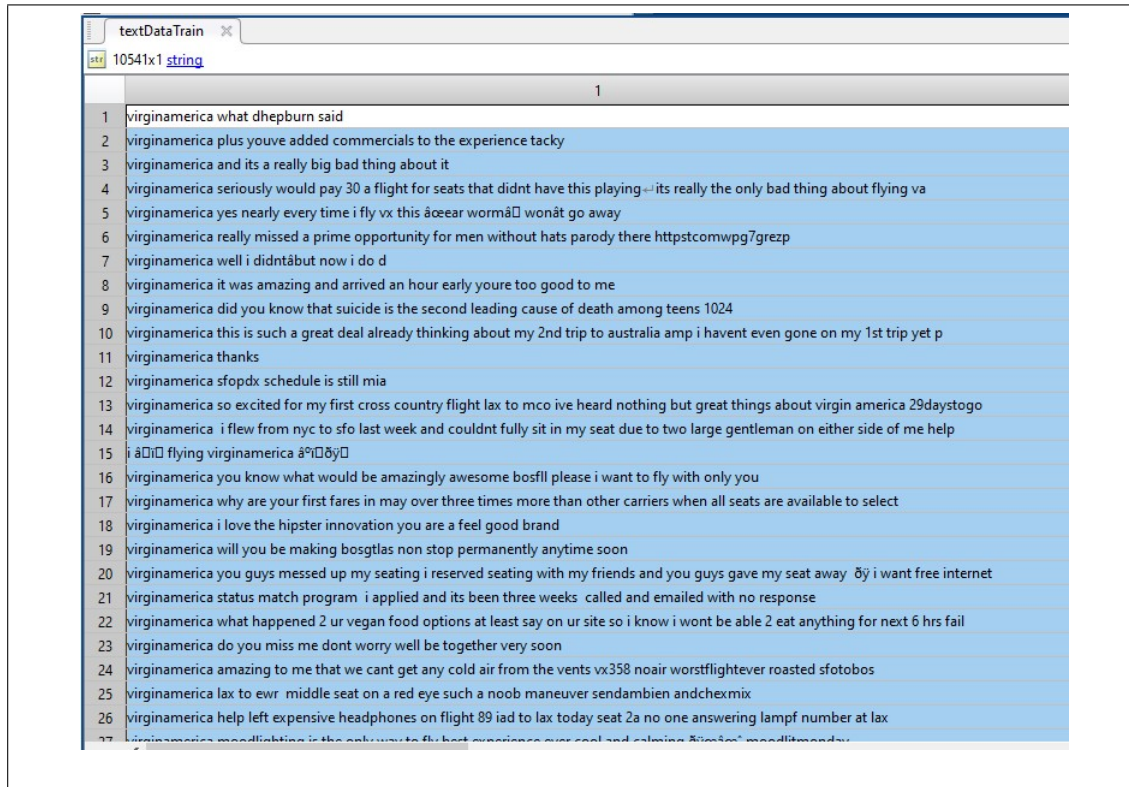 textDataTrain
str 10541x1 string
1
1 virginamerica what dhepburn said
2 virginamerica plus youve added commercials to the experience tacky
3 virginamerica and its a really big bad thing about it
4 virginamerica seriously would pay 30 a flight for seats that didnt have this playing↵its really the only bad thing about flying va
5 virginamerica yes nearly every time i fly vx this âœear wormâ wonât go away
6 virginamerica really missed a prime opportunity for men without hats parody there httpstcomwpg7grezp
7 virginamerica well i didntâbut now i do d
8 virginamerica it was amazing and arrived an hour early youre too good to me
9 virginamerica did you know that suicide is the second leading cause of death among teens 1024
10 virginamerica this is such a great deal already thinking about my 2nd trip to australia amp i havent even gone on my 1st trip yet p
11 virginamerica thanks
12 virginamerica sfopdx schedule is still mia
13 virginamerica so excited for my first cross country flight lax to mco ive heard nothing but great things about virgin america 29daystogo
14 virginamerica i flew from nyc to sfo last week and couldnt fully sit in my seat due to two large gentleman on either side of me help
15 i â▯ï▯ flying virginamerica âºï▯ðÿ▯
16 virginamerica you know what would be amazingly awesome bosfll please i want to fly with only you
17 virginamerica why are your first fares in may over three times more than other carriers when all seats are available to select
18 virginamerica i love the hipster innovation you are a feel good brand
19 virginamerica will you be making bosgtlas non stop permanently anytime soon
20 virginamerica you guys messed up my seating i reserved seating with my friends and you guys gave my seat away ðÿ i want free internet
21 virginamerica status match program i applied and its been three weeks called and emailed with no response
22 virginamerica what happened 2 ur vegan food options at least say on ur site so i know i wont be able 2 eat anything for next 6 hrs fail
23 virginamerica do you miss me dont worry well be together very soon
24 virginamerica amazing to me that we cant get any cold air from the vents vx358 noair worstflightever roasted sfotobos
25 virginamerica lax to ewr middle seat on a red eye such a noob maneuver sendambien andchexmix
26 virginamerica help left expensive headphones on flight 89 iad to lax today seat 2a no one answering lampf number at lax
27 virginamerica moodlighting is the only way to fly best experience ever cool and calming moodlitmonday